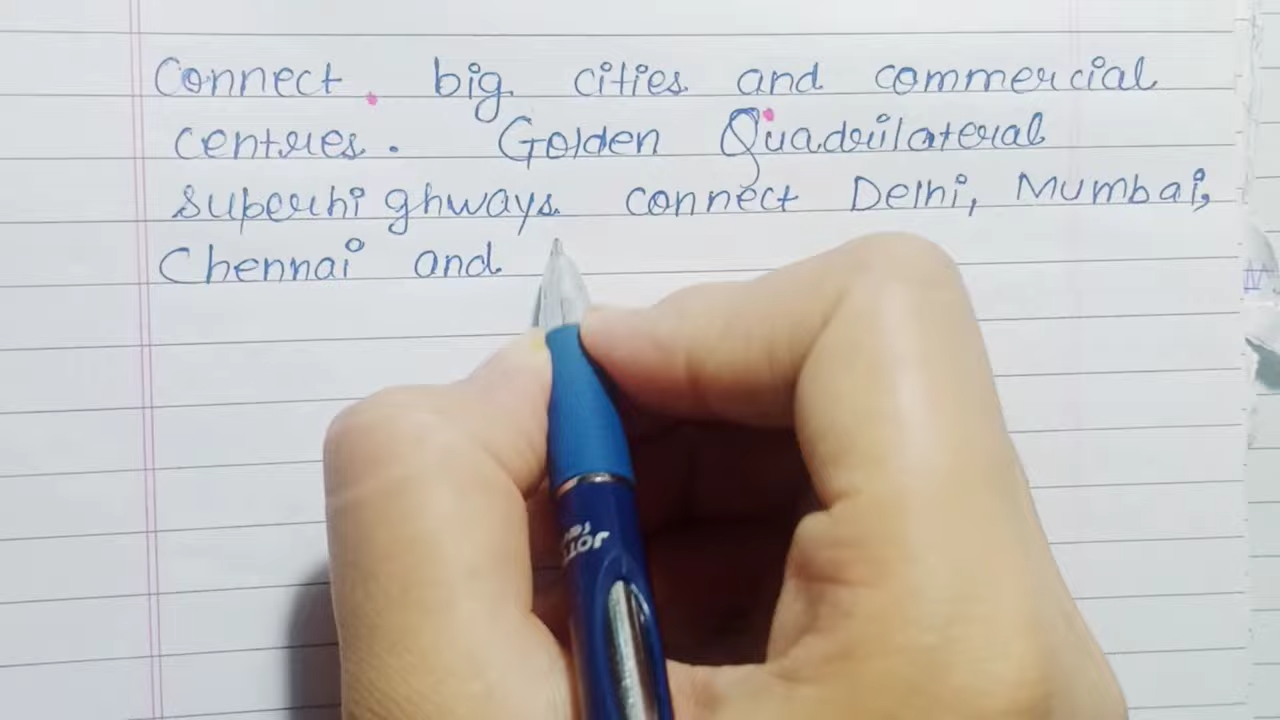 Connect. big cities and commercial
centres. Golden Quadrilateral
superhighways connect Delhi, Mumbai,
Chennai and